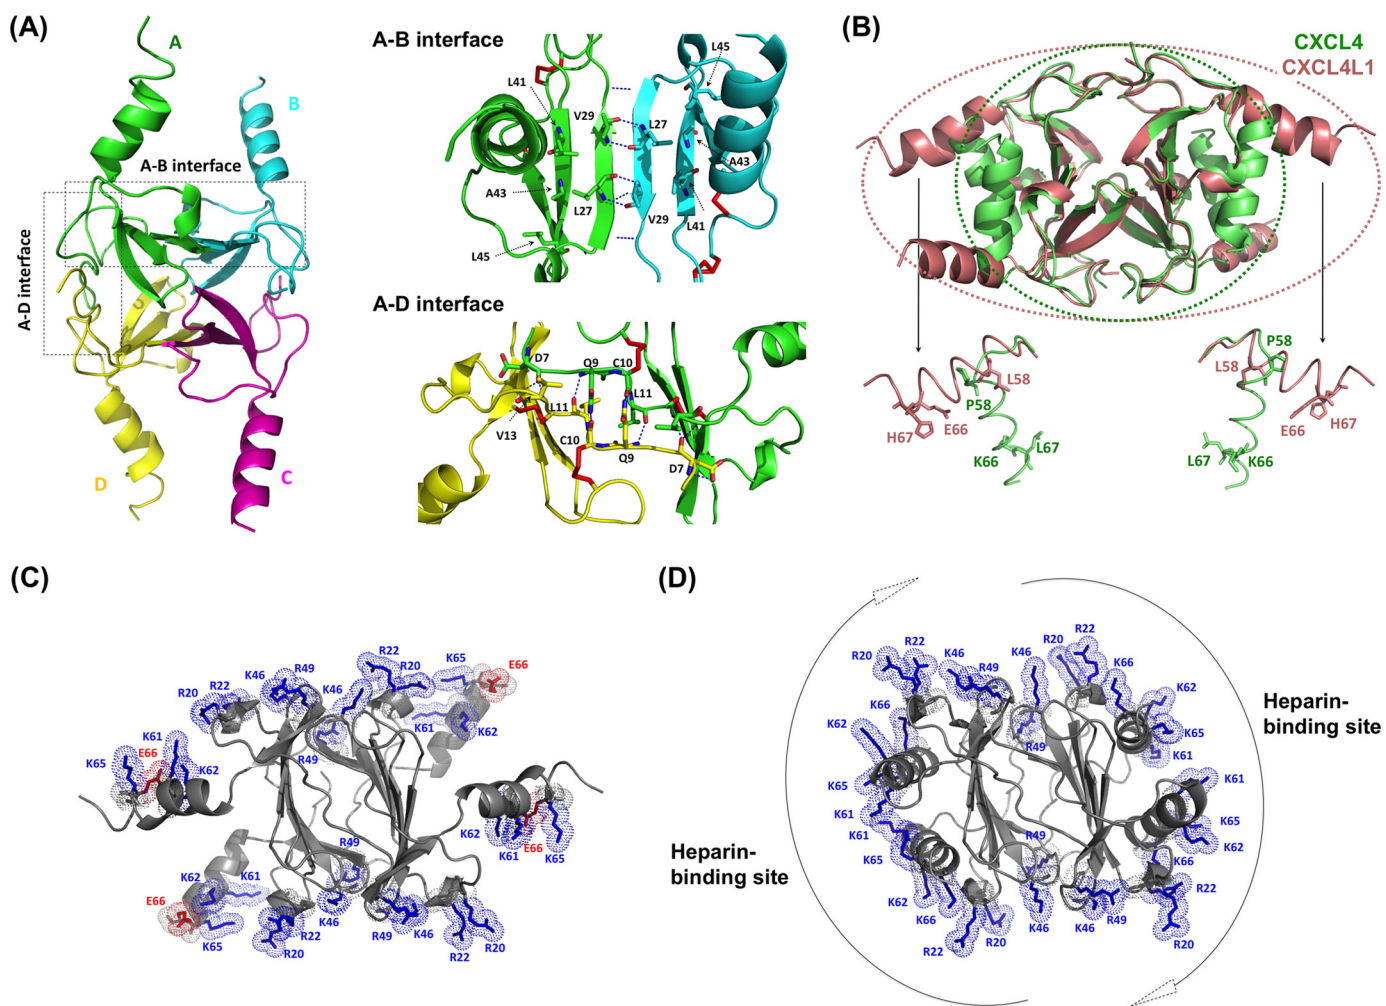 (A)
A
B
A-B interface
A-D interface
D
C
A-B interface
L45
L41
V29
L27
A43
A43
L27
V29
L41
L45
A-D interface
D7
Q9
C10
L11
L11
V13
C10
Q9
D7
(B)
CXCL4
CXCL4L1
P58
L58
L58
P58
H67
E66
L67
K66
L67
K66
E66
H67
(C)
R22
R20
K65
E66
K46
R49
K46
R20
R22
K61
K62
R49
K61
E66
K65
K62
K62
K61
E66
K65
R49
K62
K61
E66
K65
R22
R20
K46
R49
K46
R22
R20
(D)
R22
R20
K46
R49
K46
R20
R22
K66
K62
K66
K62
R49
K65
K61
Heparin-
binding site
K65
K61
K61
K61
K65
R49
K65
K62
K66
Heparin-
binding site
K62
K66
R22
R20
K46
K46
R49
R22
R20